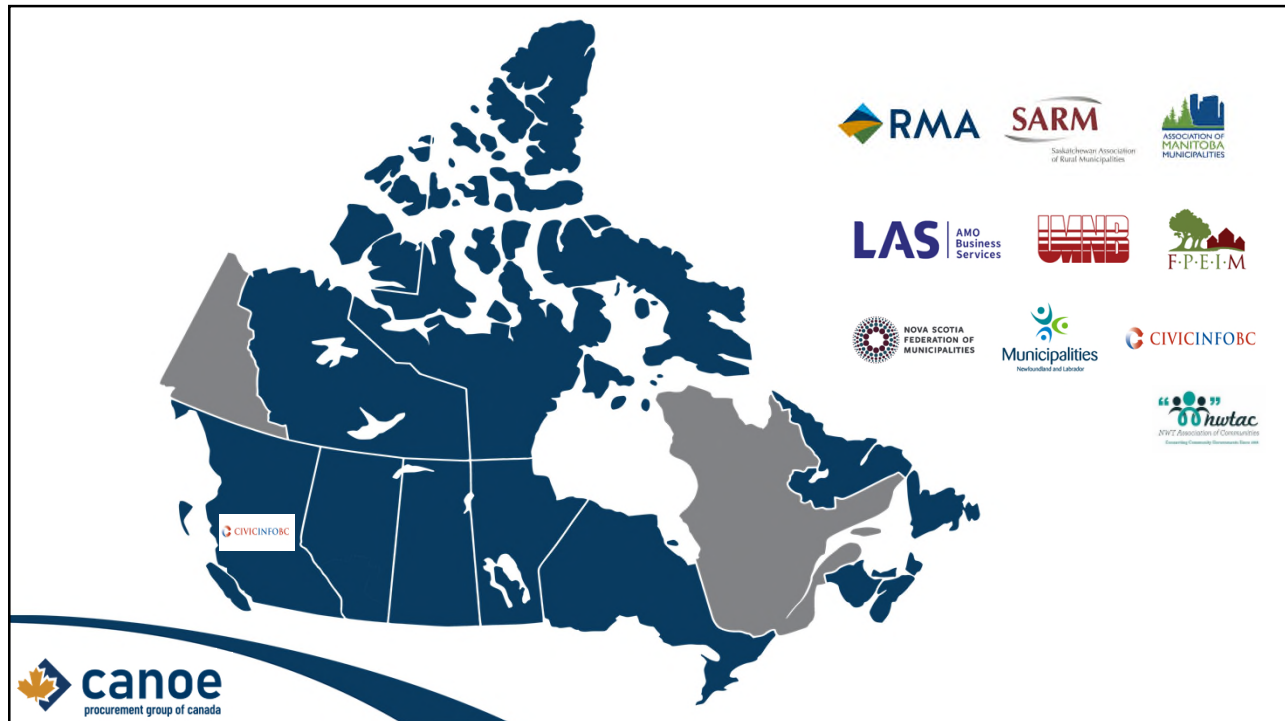 RMA
SARM
Saskatchewan Association
of Rural Municipalities
ASSOCIATION OF
MANITOBA
MUNICIPALITIES
LAS
AMO
Business
Services
UMNB
F·P·E·I·M
NOVA SCOTIA
FEDERATION OF
MUNICIPALITIES
Municipalities
Newfoundland and Labrador
CIVICINFOBC
“ ”
nwtac
NWT Association of Communities
CIVICINFOBC
canoe
procurement group of canada